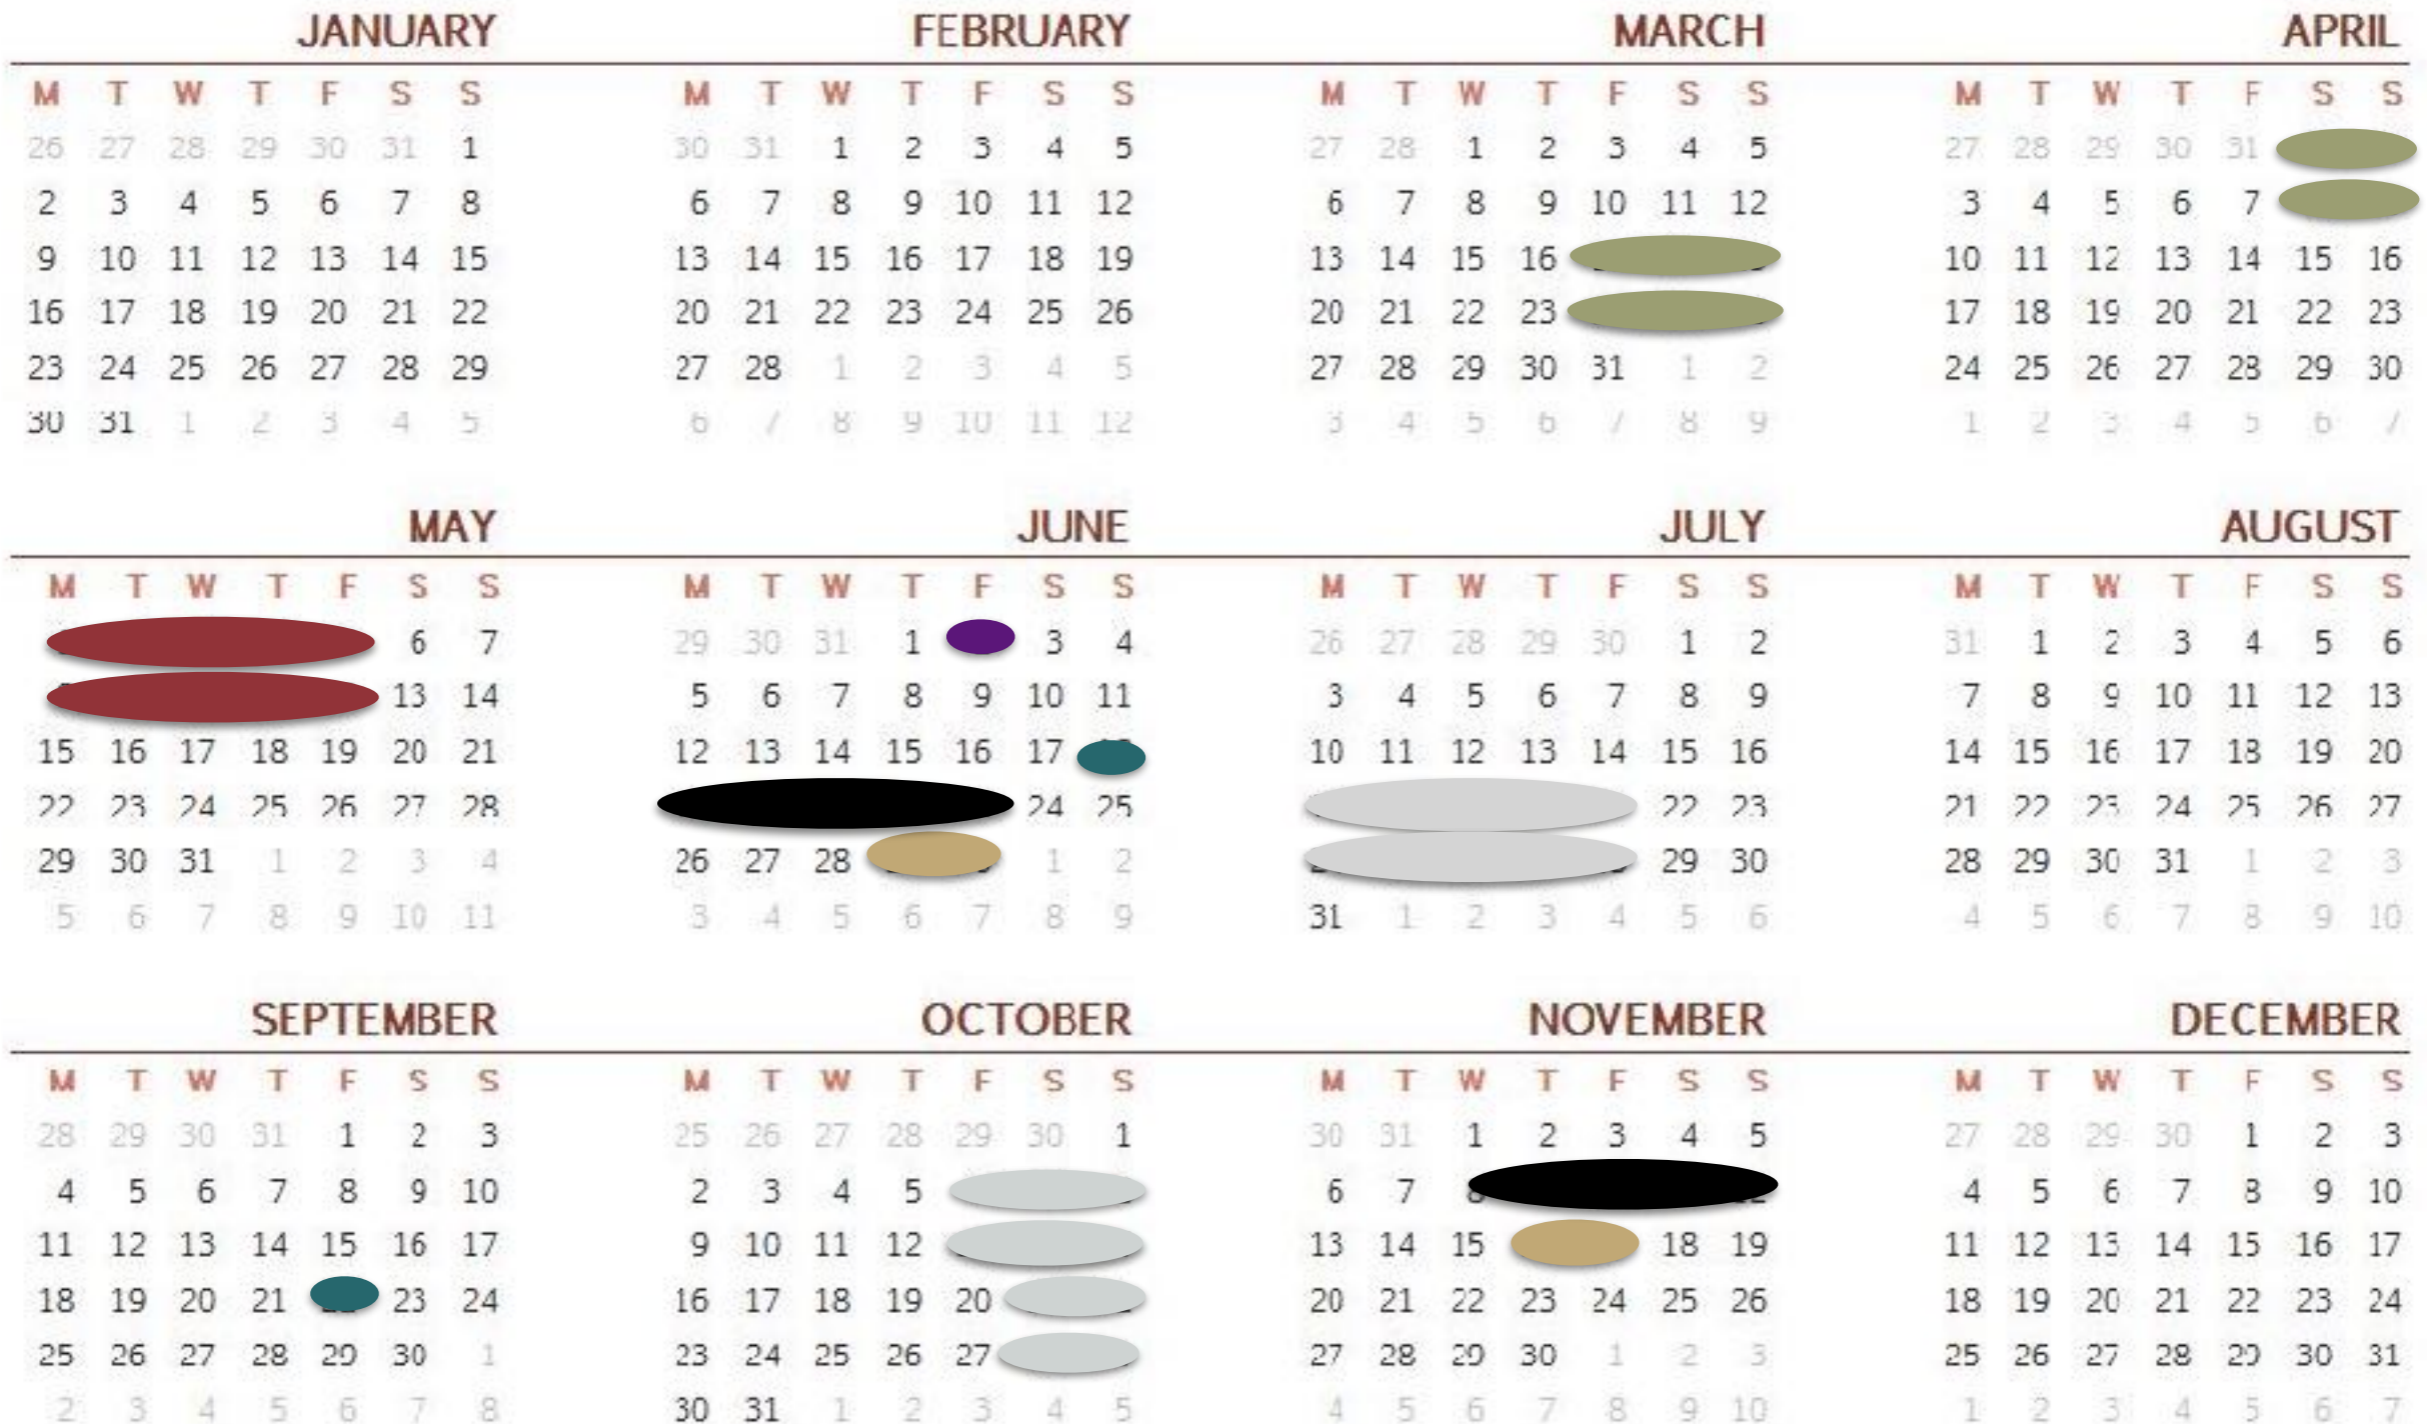 JANUARY FEBRUARY MARCH APRIL
M T W T F S S M T W T F S S M T W T F S S M T W T F S S
26 27 28 29 30 31 1 30 31 1 2 3 4 5 27 28 1 2 3 4 5 27 28 29 30 31
2 3 4 5 6 7 8 6 7 8 9 10 11 12 6 7 8 9 10 11 12 3 4 5 6 7
9 10 11 12 13 14 15 13 14 15 16 17 18 19 13 14 15 16 10 11 12 13 14 15 16
16 17 18 19 20 21 22 20 21 22 23 24 25 26 20 21 22 23 17 18 19 20 21 22 23
23 24 25 26 27 28 29 27 28 1 2 3 4 5 27 28 29 30 31 1 2 24 25 26 27 28 29 30
30 31 1 2 3 4 5 6 7 8 9 10 11 12 3 4 5 6 7 8 9 1 2 3 4 5 6 7
MAY JUNE JULY AUGUST
M T W T F S S M T W T F S S M T W T F S S M T W T F S S
6 7 29 30 31 1 3 4 26 27 28 29 30 1 2 31 1 2 3 4 5 6
13 14 5 6 7 8 9 10 11 3 4 5 6 7 8 9 7 8 9 10 11 12 13
15 16 17 18 19 20 21 12 13 14 15 16 17 10 11 12 13 14 15 16 14 15 16 17 18 19 20
22 23 24 25 26 27 28 24 25 22 23 21 22 23 24 25 26 27
29 30 31 1 2 3 4 26 27 28 1 2 29 30 28 29 30 31 1 2 3
5 6 7 8 9 10 11 3 4 5 6 7 8 9 31 1 2 3 4 5 6 4 5 6 7 8 9 10
SEPTEMBER OCTOBER NOVEMBER DECEMBER
M T W T F S S M T W T F S S M T W T F S S M T W T F S S
28 29 30 31 1 2 3 25 26 27 28 29 30 1 30 31 1 2 3 4 5 27 28 29 30 1 2 3
4 5 6 7 8 9 10 2 3 4 5 6 7 4 5 6 7 8 9 10
11 12 13 14 15 16 17 9 10 11 12 13 14 15 18 19 11 12 13 14 15 16 17
18 19 20 21 23 24 16 17 18 19 20 20 21 22 23 24 25 26 18 19 20 21 22 23 24
25 26 27 28 29 30 1 23 24 25 26 27 27 28 29 30 1 2 3 25 26 27 28 29 30 31
2 3 4 5 6 7 8 30 31 1 2 3 4 5 4 5 6 7 8 9 10 1 2 3 4 5 6 7